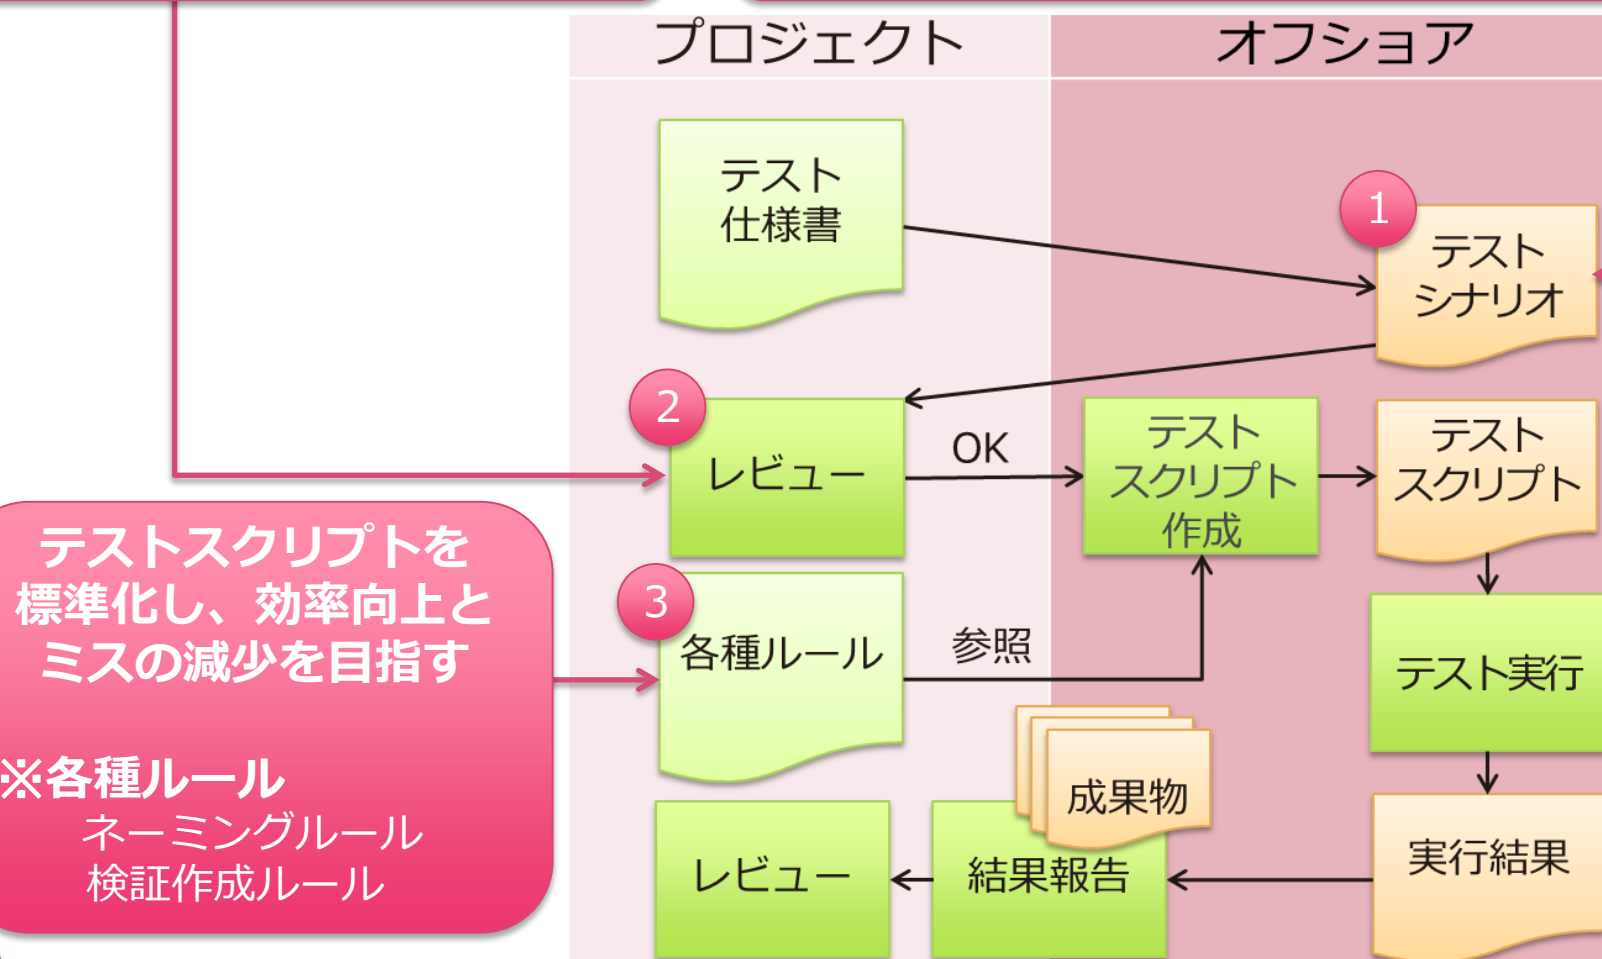 プロジェクト
オフショア
テスト
仕様書
1
テスト
シナリオ
2
レビュー
OK
テスト
スクリプト
作成
テスト
スクリプト
テストスクリプトを
標準化し、効率向上と
ミスの減少を目指す
※各種ルール
ネーミングルール
検証作成ルール
3
各種ルール
参照
テスト実行
成果物
レビュー
結果報告
実行結果